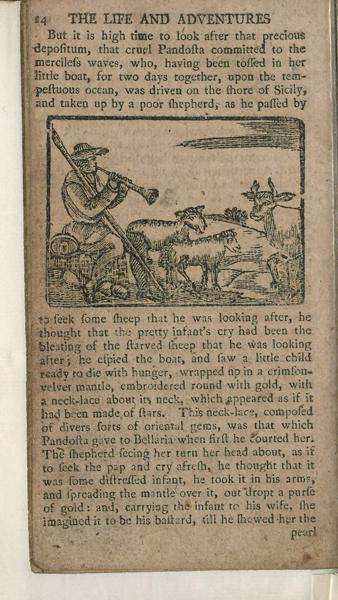 24 THE LIFE AND ADVENTURES
But it is high time to look after that precious
depoſitum, that cruel Pandoſta committed to the
mercileſs waves, who, having been toſſed in her
little boat, for two days together, upon the tem-
peſtuous ocean, was driven on the ſhore of Sicily,
and taken up by a poor ſhepherd, as he paſſed by
to ſeek ſome ſheep that he was looking after, he
thought that the pretty infant's cry had been the
bleating of the ſtarved ſheep that he was looking
after; he eſpied the boat, and ſaw a little child
ready to die with hunger, wrapped up in a crimſon-
velvet mantle, embroidered round with gold, with
a neck-lace about its neck, which appeared as if it
had been made of ſtars. This neck-lace, compoſed
of divers ſorts of oriental gems, was that which
Pandoſta gave to Bellaria when firſt he courted her.
The ſhepherd ſeeing her turn her head about, as if
to ſeek the pap and cry afreſh, he thought that it
was ſome diſtreſſed infant, he took it in his arms,
and ſpreading the mantle over it, out dropt a purſe
of gold: and, carrying the infant to his wife, ſhe
imagined it to be his baſtard, till he ſhewed her the
pearl